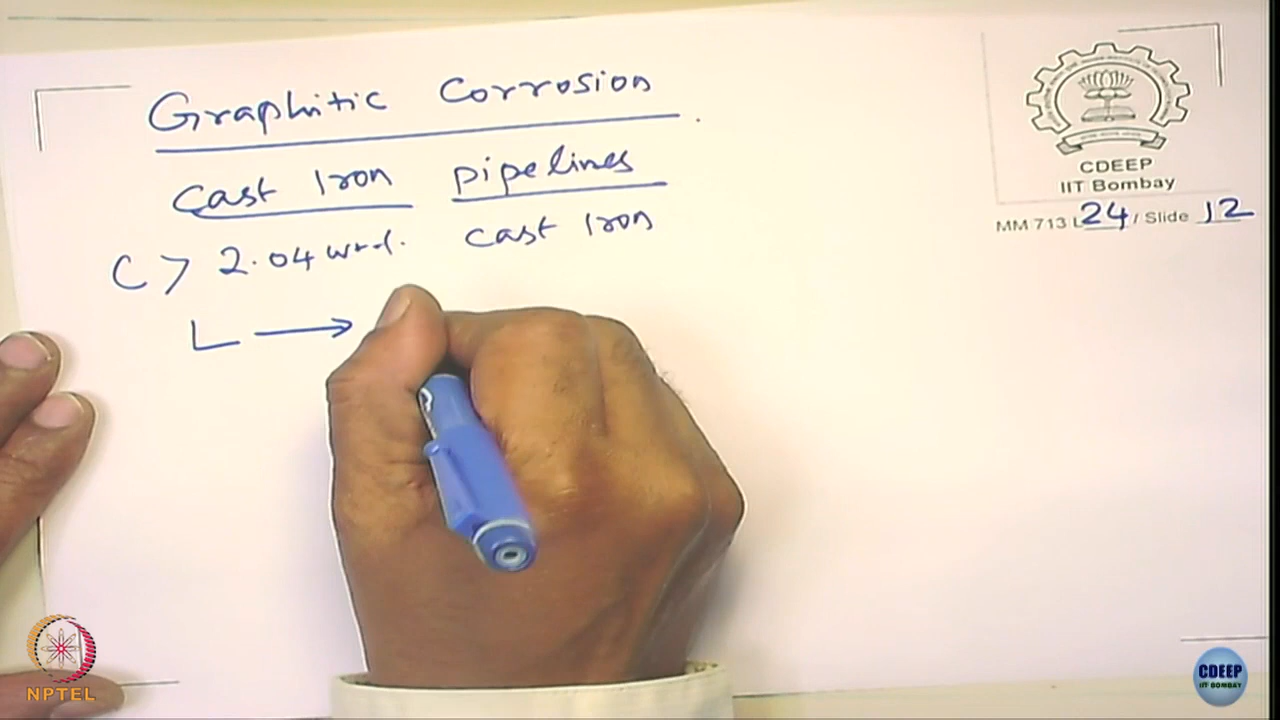 Graphitic Corrosion
Cast Iron pipelines
C > 2.04 wt%. cast Iron
L →
CDEEP
IIT Bombay
MM 713 L24 / Slide 12
NPTEL
CDEEP
IIT BOMBAY